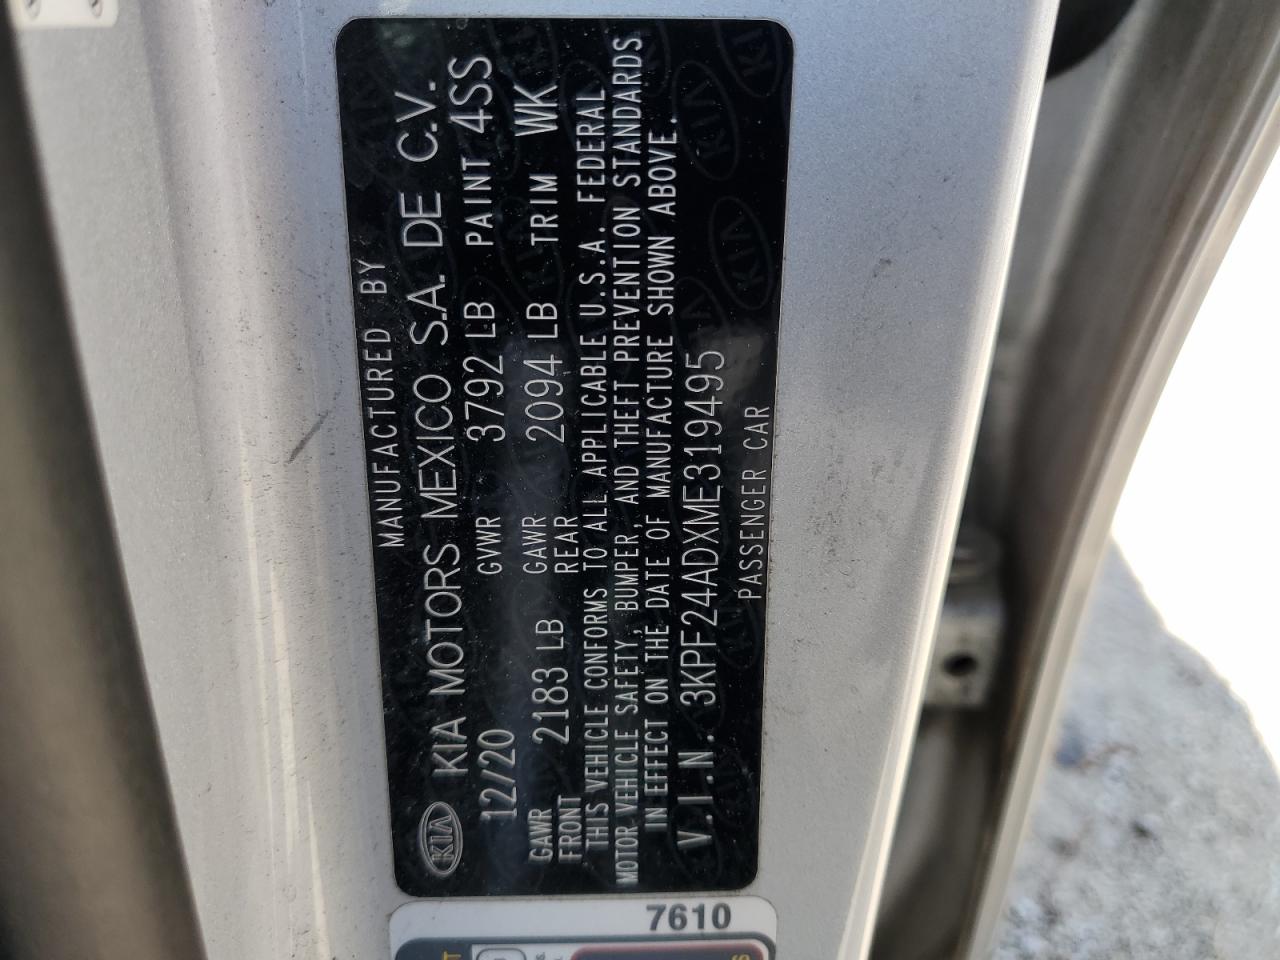 MANUFACTURED BY
KIA KIA MOTORS MEXICO S.A. DE C.V.
12/20 GVWR 3792 LB PAINT 4SS
GAWR FRONT 2183 LB GAWR REAR 2094 LB TRIM WK
THIS VEHICLE CONFORMS TO ALL APPLICABLE U.S.A. FEDERAL
MOTOR VEHICLE SAFETY, BUMPER, AND THEFT PREVENTION STANDARDS
IN EFFECT ON THE DATE OF MANUFACTURE SHOWN ABOVE.
V.I.N. 3KPF24ADXME319495
PASSENGER CAR
7610